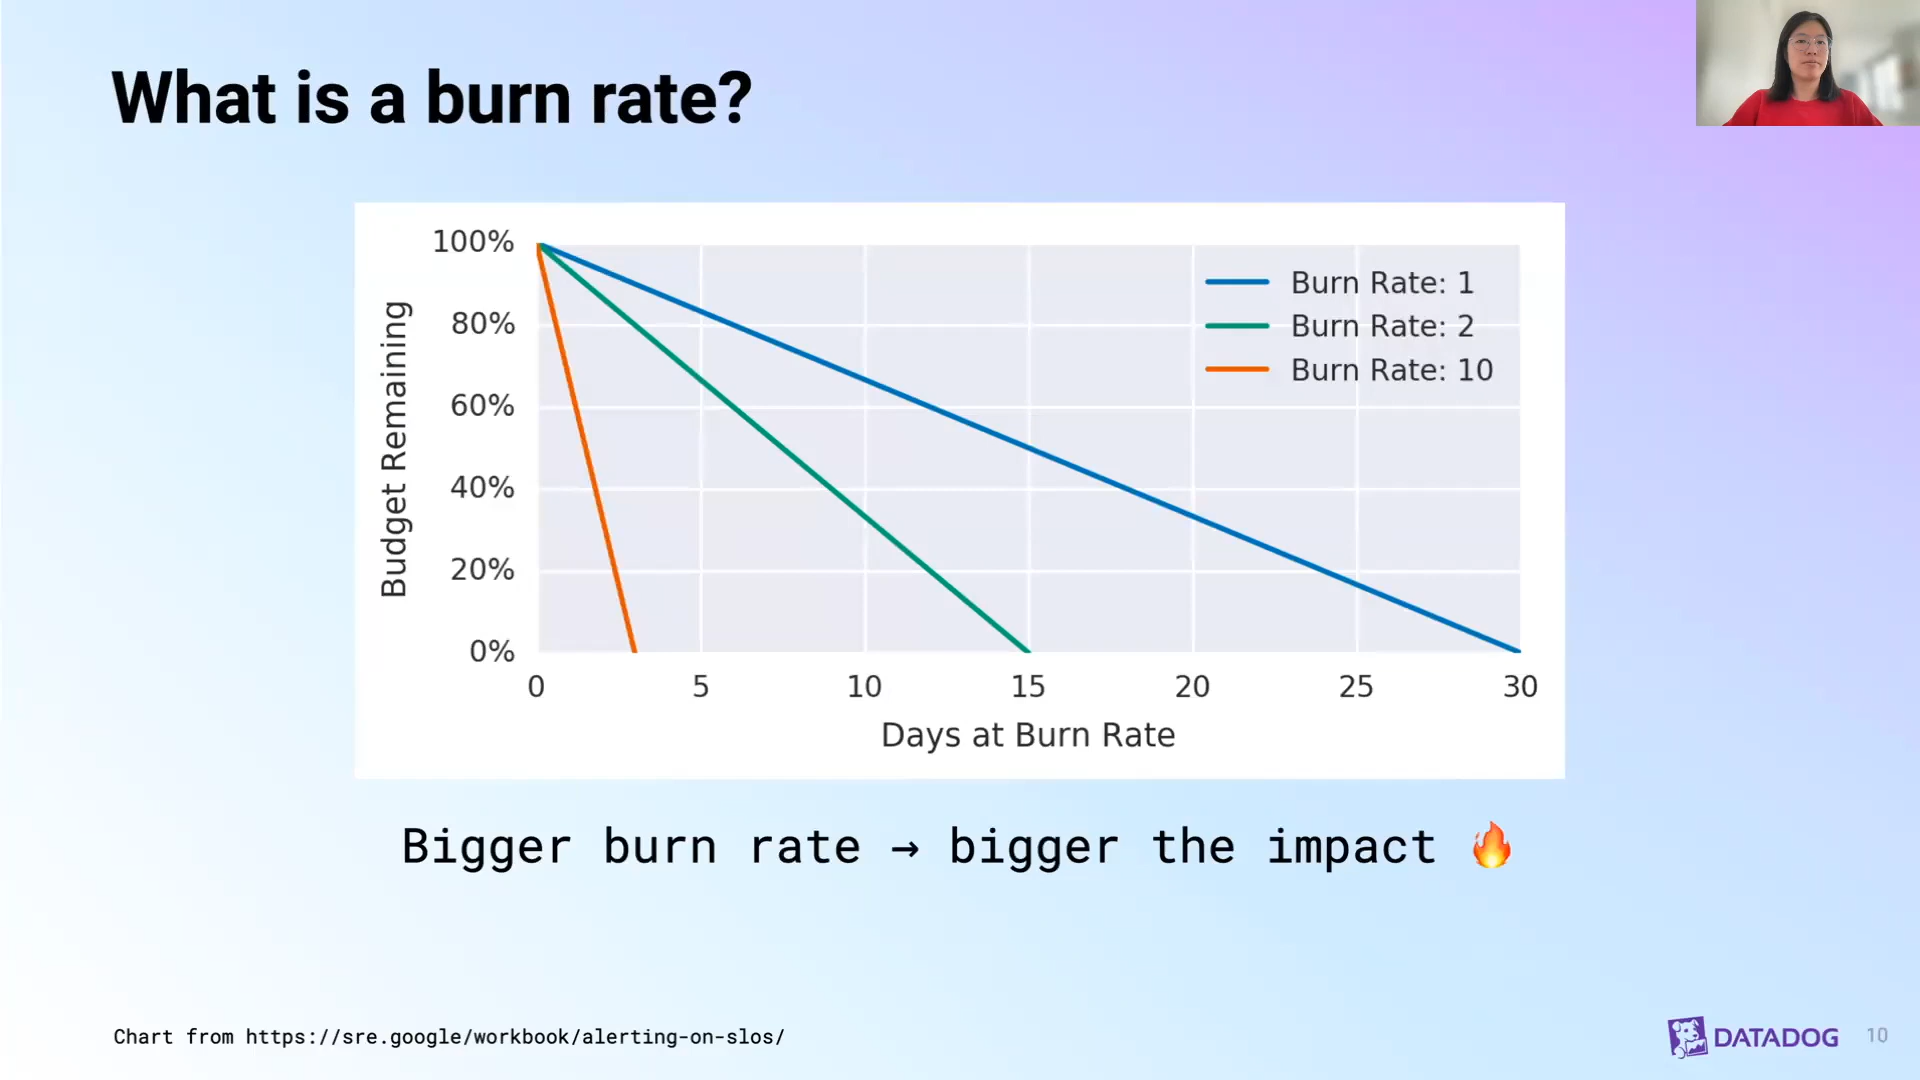 What is a burn rate?
100%
80%
60%
40%
20%
0%
Budget Remaining
Burn Rate: 1
Burn Rate: 2
Burn Rate: 10
0 5 10 15 20 25 30
Days at Burn Rate
Bigger burn rate → bigger the impact 🔥
Chart from https://sre.google/workbook/alerting-on-slos/
DATADOG 10